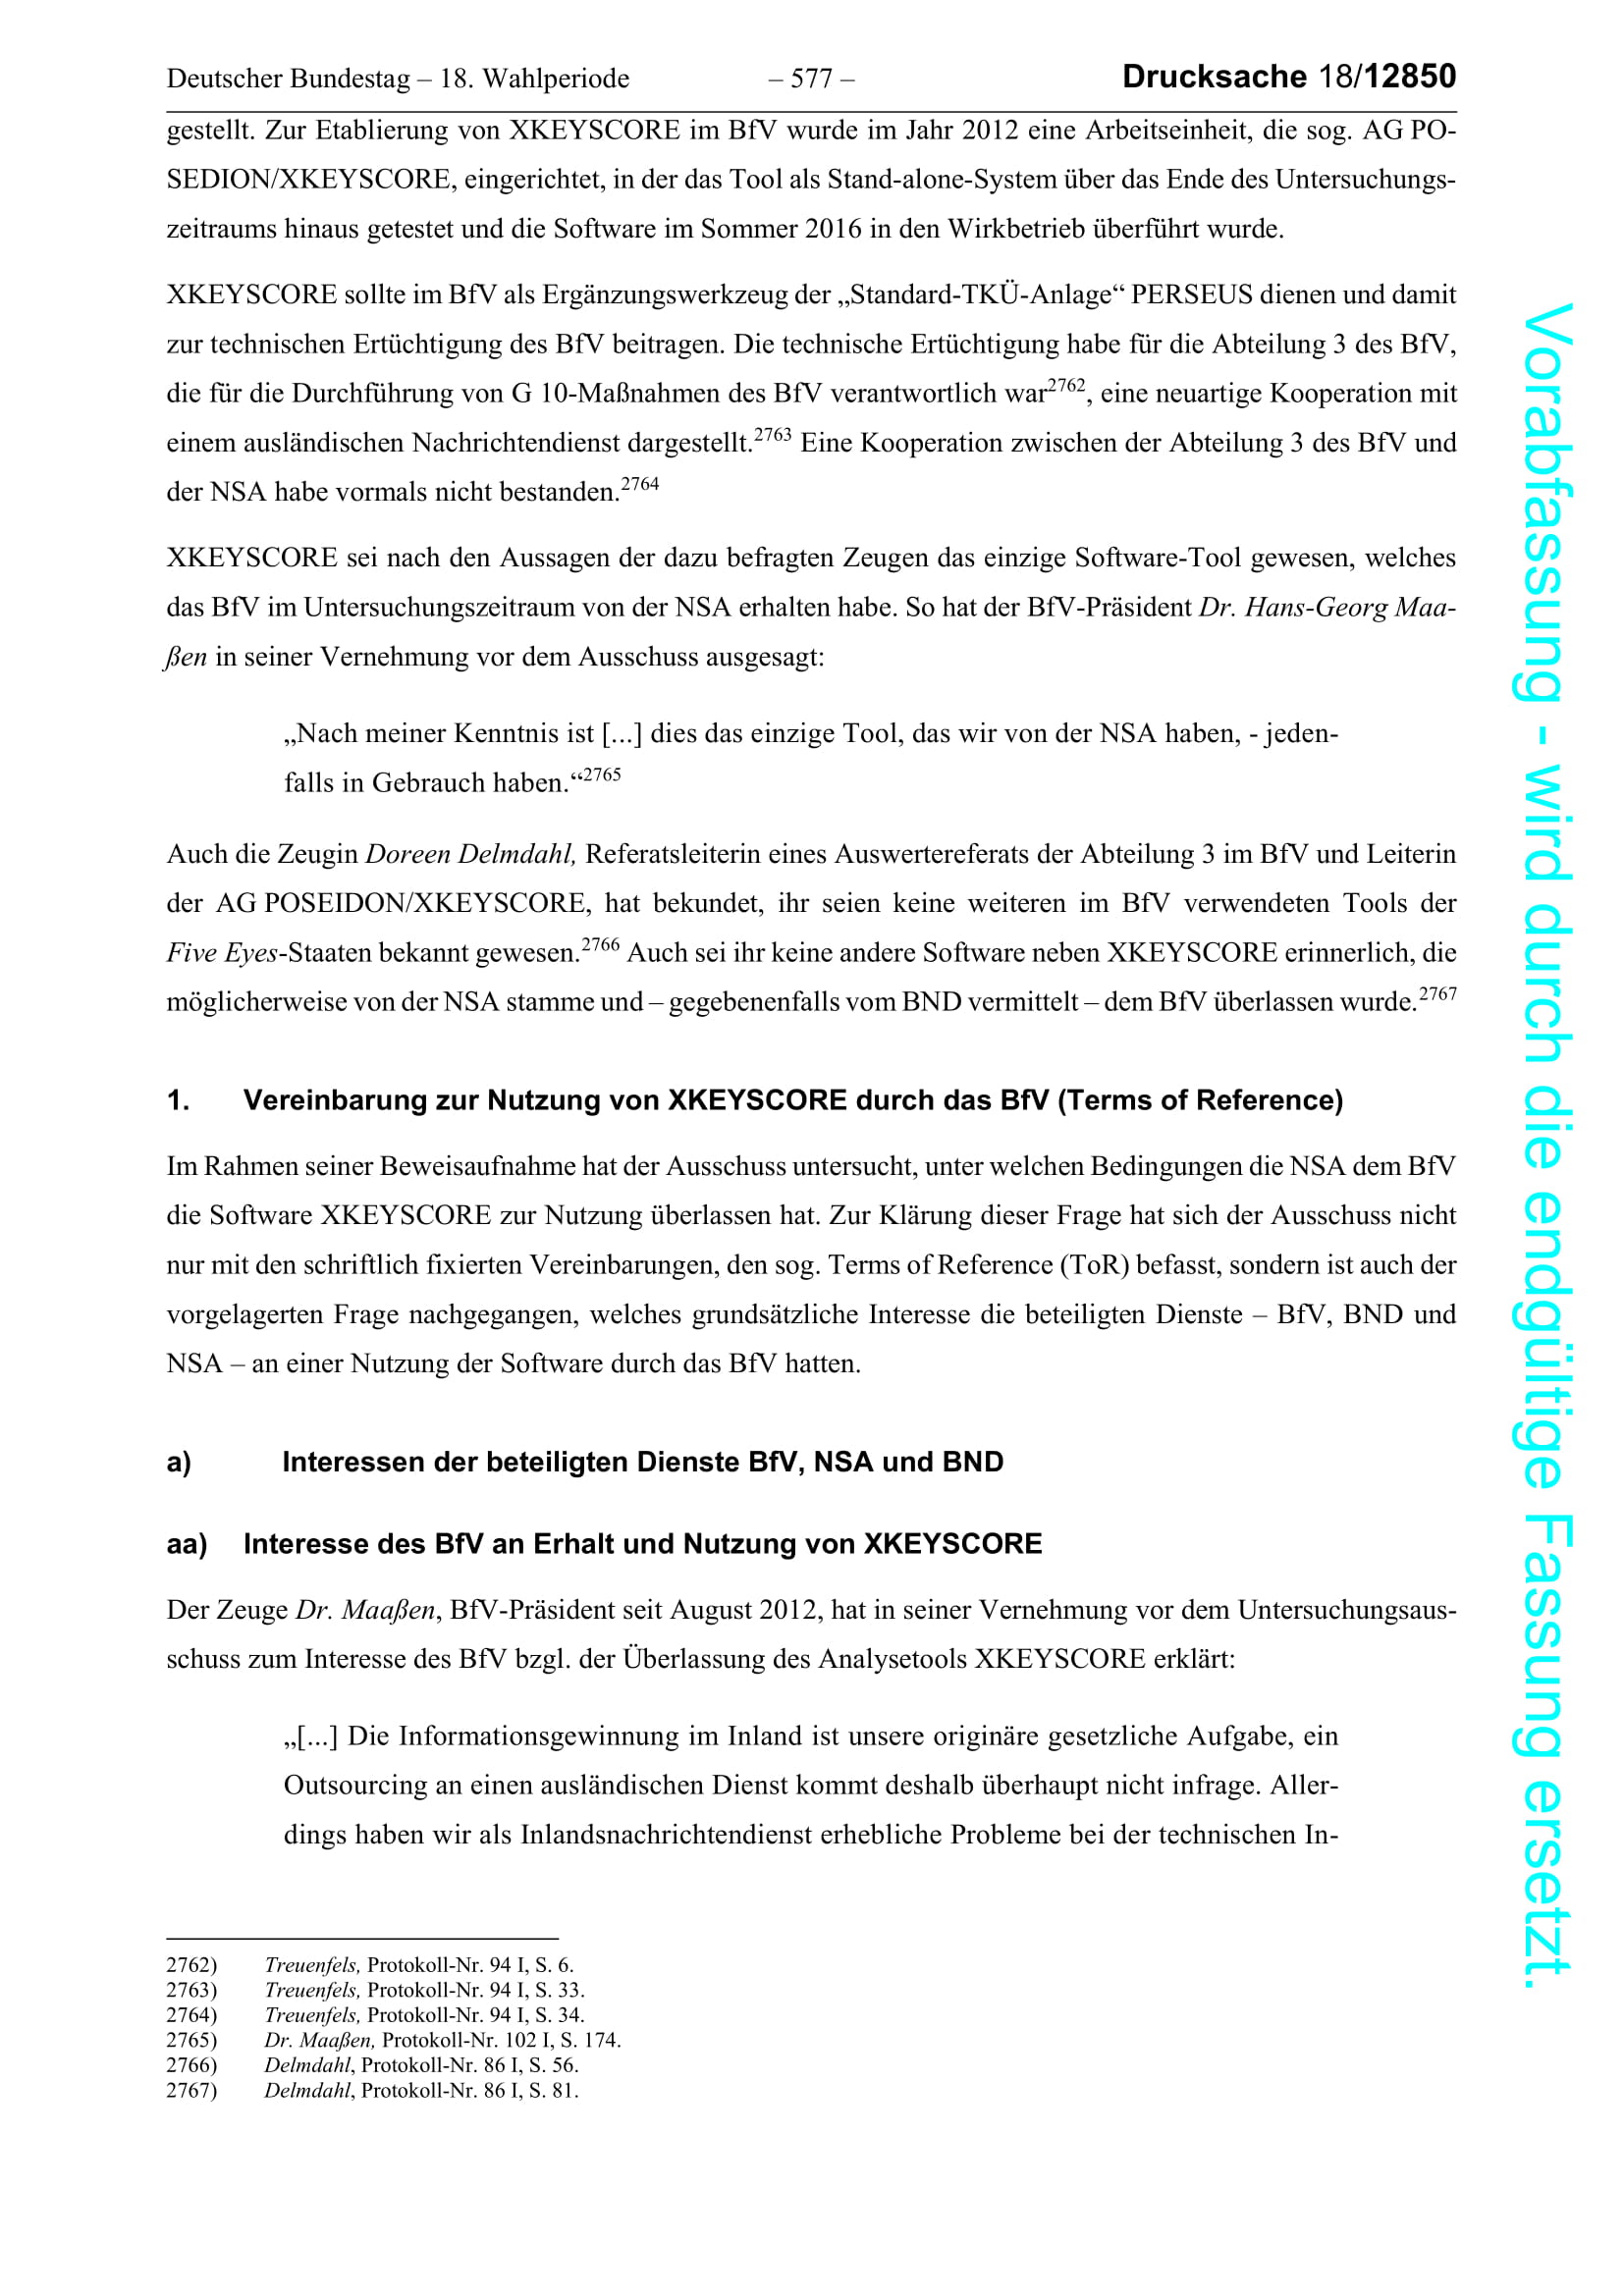 Deutscher Bundestag – 18. Wahlperiode – 577 – Drucksache 18/12850
gestellt. Zur Etablierung von XKEYSCORE im BfV wurde im Jahr 2012 eine Arbeitseinheit, die sog. AG PO-
SEDION/XKEYSCORE, eingerichtet, in der das Tool als Stand-alone-System über das Ende des Untersuchungs-
zeitraums hinaus getestet und die Software im Sommer 2016 in den Wirkbetrieb überführt wurde.
XKEYSCORE sollte im BfV als Ergänzungswerkzeug der „Standard-TKÜ-Anlage“ PERSEUS dienen und damit
zur technischen Ertüchtigung des BfV beitragen. Die technische Ertüchtigung habe für die Abteilung 3 des BfV,
die für die Durchführung von G 10-Maßnahmen des BfV verantwortlich war2762, eine neuartige Kooperation mit
einem ausländischen Nachrichtendienst dargestellt.2763 Eine Kooperation zwischen der Abteilung 3 des BfV und
der NSA habe vormals nicht bestanden.2764
XKEYSCORE sei nach den Aussagen der dazu befragten Zeugen das einzige Software-Tool gewesen, welches
das BfV im Untersuchungszeitraum von der NSA erhalten habe. So hat der BfV-Präsident Dr. Hans-Georg Maa-
ßen in seiner Vernehmung vor dem Ausschuss ausgesagt:
„Nach meiner Kenntnis ist [...] dies das einzige Tool, das wir von der NSA haben, - jeden-
falls in Gebrauch haben.“2765
Auch die Zeugin Doreen Delmdahl, Referatsleiterin eines Auswertereferats der Abteilung 3 im BfV und Leiterin
der AG POSEIDON/XKEYSCORE, hat bekundet, ihr seien keine weiteren im BfV verwendeten Tools der
Five Eyes-Staaten bekannt gewesen.2766 Auch sei ihr keine andere Software neben XKEYSCORE erinnerlich, die
möglicherweise von der NSA stamme und – gegebenenfalls vom BND vermittelt – dem BfV überlassen wurde.2767
1. Vereinbarung zur Nutzung von XKEYSCORE durch das BfV (Terms of Reference)
Im Rahmen seiner Beweisaufnahme hat der Ausschuss untersucht, unter welchen Bedingungen die NSA dem BfV
die Software XKEYSCORE zur Nutzung überlassen hat. Zur Klärung dieser Frage hat sich der Ausschuss nicht
nur mit den schriftlich fixierten Vereinbarungen, den sog. Terms of Reference (ToR) befasst, sondern ist auch der
vorgelagerten Frage nachgegangen, welches grundsätzliche Interesse die beteiligten Dienste – BfV, BND und
NSA – an einer Nutzung der Software durch das BfV hatten.
a) Interessen der beteiligten Dienste BfV, NSA und BND
aa) Interesse des BfV an Erhalt und Nutzung von XKEYSCORE
Der Zeuge Dr. Maaßen, BfV-Präsident seit August 2012, hat in seiner Vernehmung vor dem Untersuchungsaus-
schuss zum Interesse des BfV bzgl. der Überlassung des Analysetools XKEYSCORE erklärt:
„[...] Die Informationsgewinnung im Inland ist unsere originäre gesetzliche Aufgabe, ein
Outsourcing an einen ausländischen Dienst kommt deshalb überhaupt nicht infrage. Aller-
dings haben wir als Inlandsnachrichtendienst erhebliche Probleme bei der technischen In-
2762) Treuenfels, Protokoll-Nr. 94 I, S. 6.
2763) Treuenfels, Protokoll-Nr. 94 I, S. 33.
2764) Treuenfels, Protokoll-Nr. 94 I, S. 34.
2765) Dr. Maaßen, Protokoll-Nr. 102 I, S. 174.
2766) Delmdahl, Protokoll-Nr. 86 I, S. 56.
2767) Delmdahl, Protokoll-Nr. 86 I, S. 81.
Vorabfassung - wird durch die endgültige Fassung ersetzt.